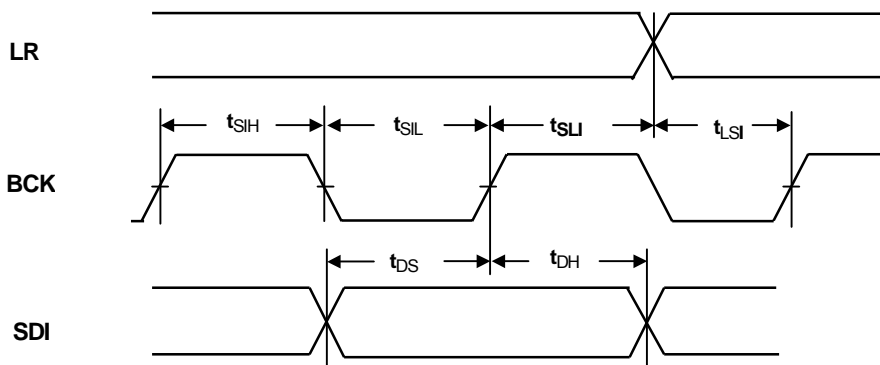 LR
tSIH tSIL tSLI tLSI
BCK
tDS tDH
SDI